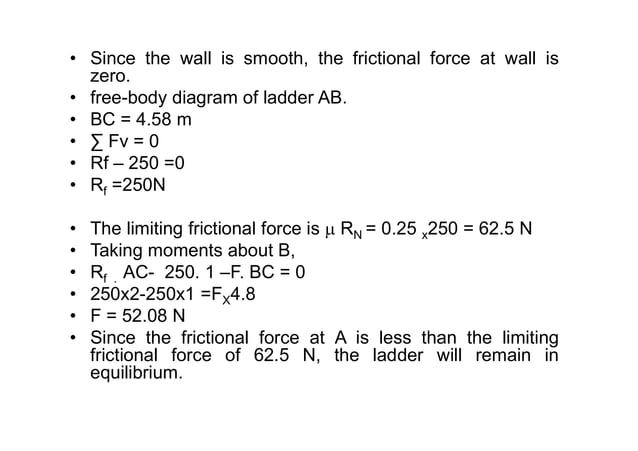 • Since the wall is smooth, the frictional force at wall is
zero.
• free-body diagram of ladder AB.
• BC = 4.58 m
• ∑ Fv = 0
• Rf – 250 =0
• Rf =250N
• The limiting frictional force is μ RN = 0.25 x250 = 62.5 N
• Taking moments about B,
• Rf . AC- 250. 1 –F. BC = 0
• 250x2-250x1 =FX4.8
• F = 52.08 N
• Since the frictional force at A is less than the limiting
frictional force of 62.5 N, the ladder will remain in
equilibrium.